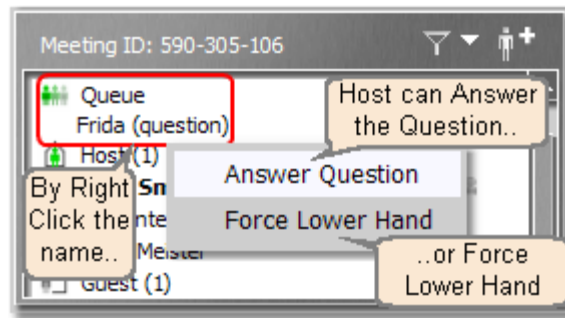 Meeting ID: 590-305-106
Queue
Frida (question)
Host (1)
Host can Answer
the Question..
Answer Question
Force Lower Hand
By Right
Click the
name..
Meister
Guest (1)
..or Force
Lower Hand